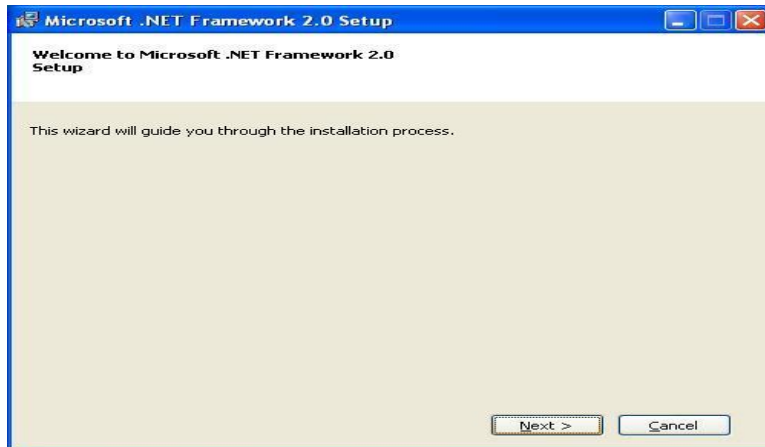 Microsoft .NET Framework 2.0 Setup
Welcome to Microsoft .NET Framework 2.0
Setup
This wizard will guide you through the installation process.
Next > Cancel